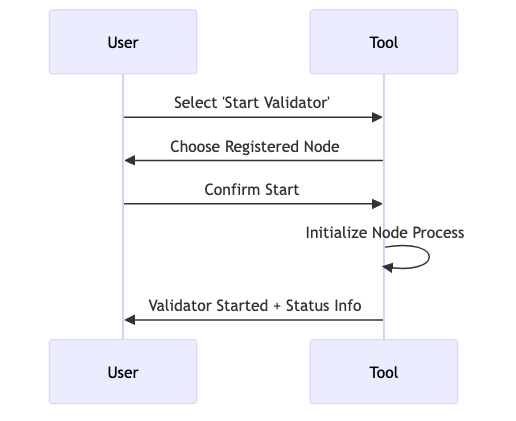 User
Tool
Select 'Start Validator'
Choose Registered Node
Confirm Start
Initialize Node Process
Validator Started + Status Info
User
Tool